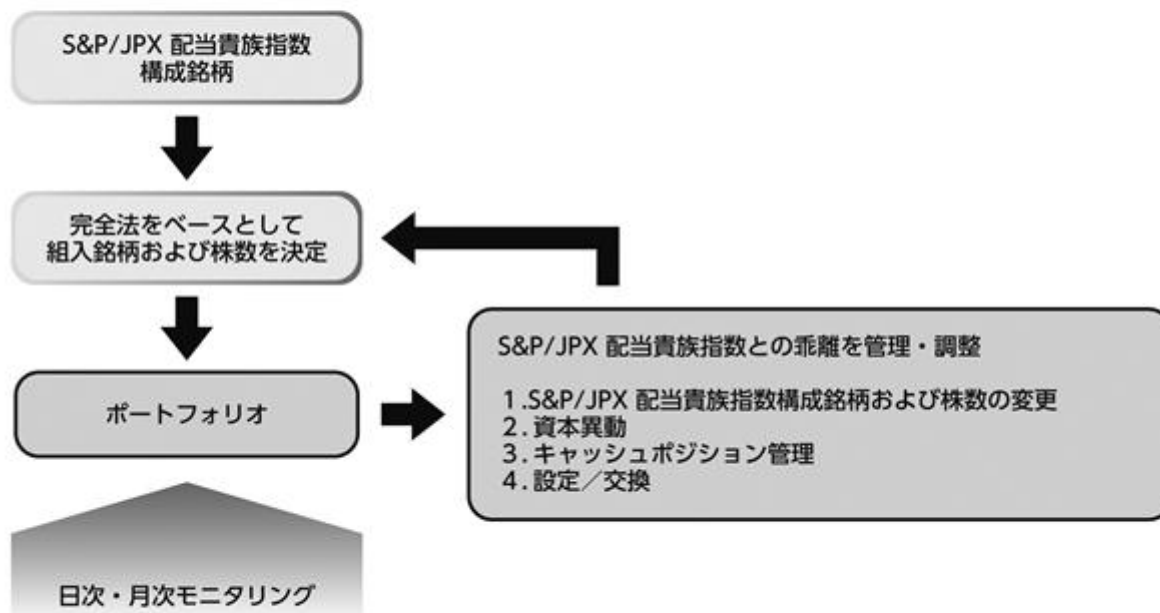 S&P/JPX 配当貴族指数
構成銘柄
完全法をベースとして
組入銘柄および株数を決定
ポートフォリオ
S&P/JPX 配当貴族指数との乖離を管理・調整
1.S&P/JPX 配当貴族指数構成銘柄および株数の変更
2.資本異動
3.キャッシュポジション管理
4.設定/交換
日次・月次モニタリング